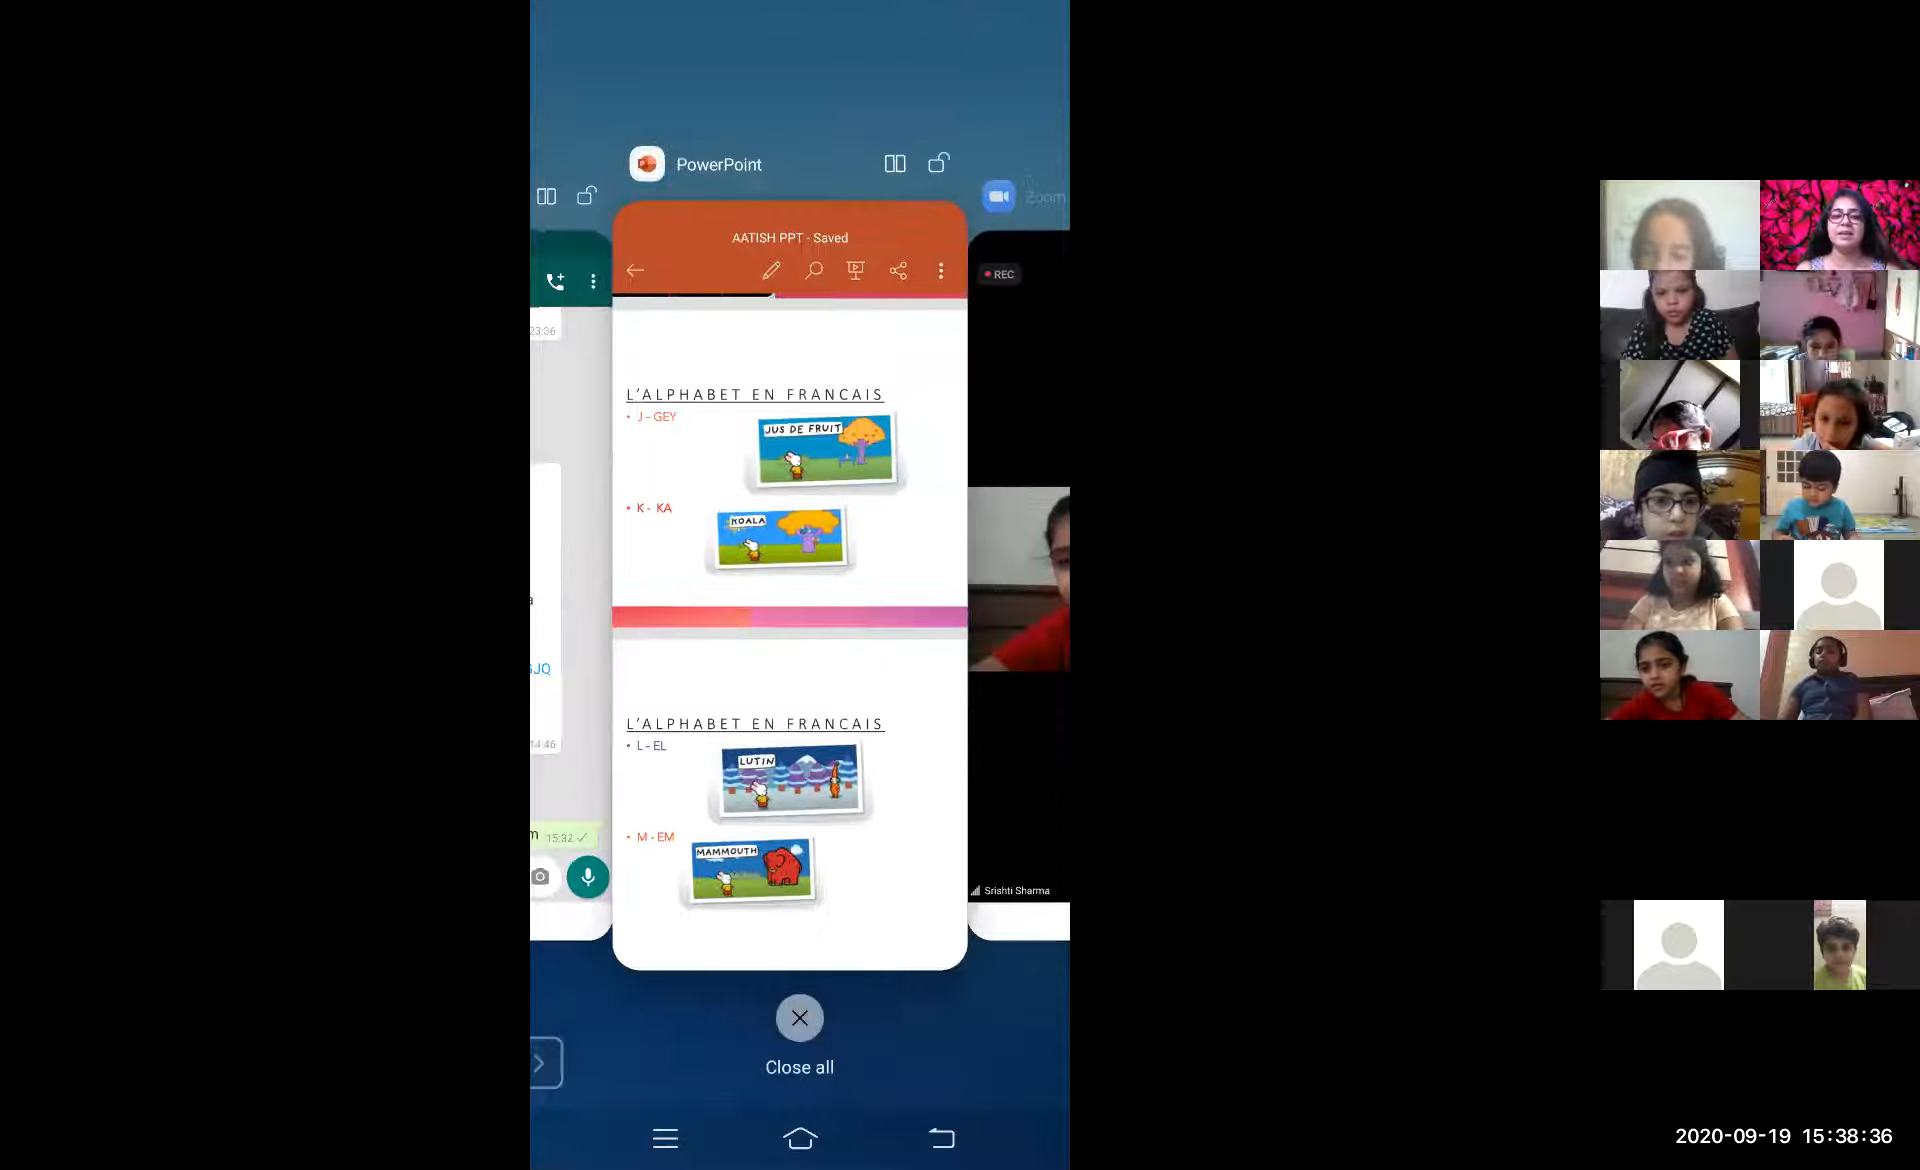 PowerPoint
Zoom
AATISH PPT - Saved
REC
23:36
L'ALPHABET EN FRANCAIS
• J - GEY
JUS DE FRUIT
• K - KA
KOALA
JQ
14:46
L'ALPHABET EN FRANCAIS
• L - EL
LUTIN
• M - EM
MAMMOUTH
15:32
Srishti Sharma
Close all
2020-09-19 15:38:36